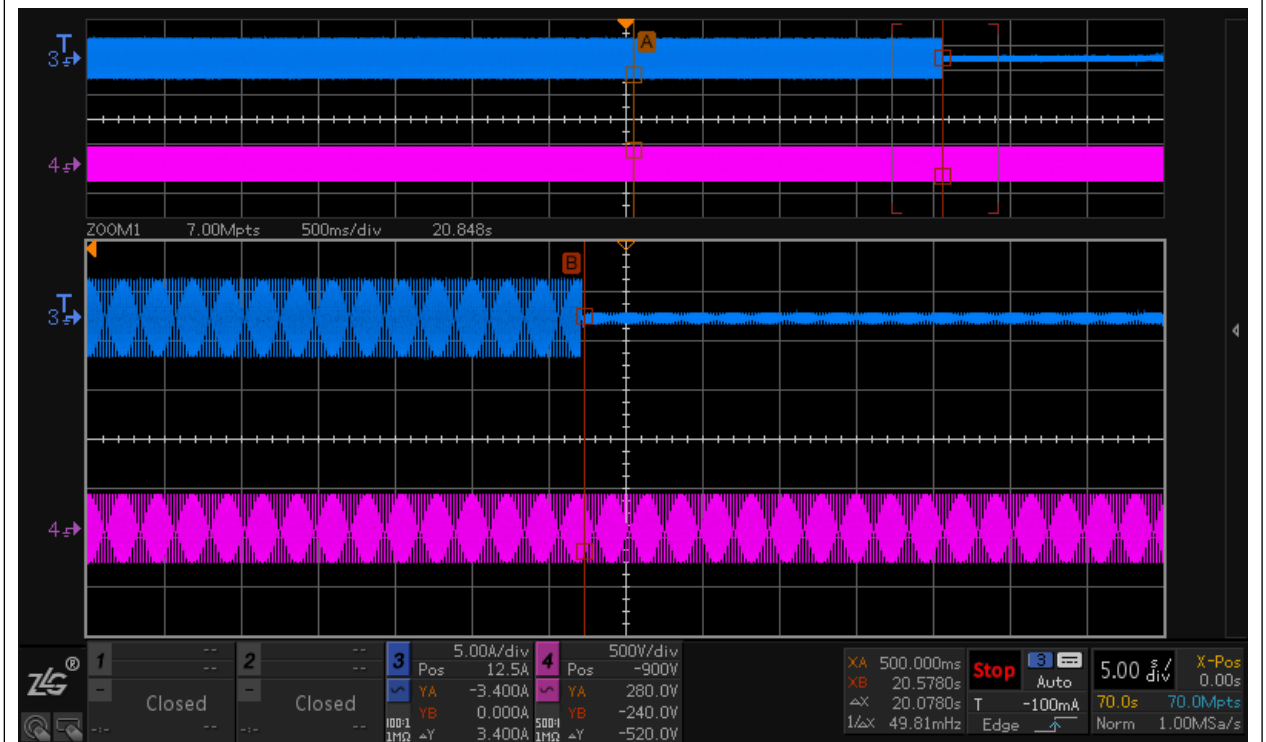 T
3
A
4
ZOOM1 7.00Mpts 500ms/div 20.848s
B
T
3
4
ZLG®
1 -- --
Closed
-:-
2 -- --
Closed
-:-
3 5.00A/div
Pos 12.5A
YA -3.400A
YB 0.000A
△Y 3.400A
100:1
1MΩ
4 500V/div
Pos -900V
YA 280.0V
YB -240.0V
△Y -520.0V
500:1
1MΩ
XA 500.000ms
XB 20.5780s
△X 20.0780s
1/△X 49.81mHz
Stop 3 Auto
T -100mA
Edge
5.00 s/div
X-Pos 0.00s
70.0s 70.0Mpts
Norm 1.00MSa/s